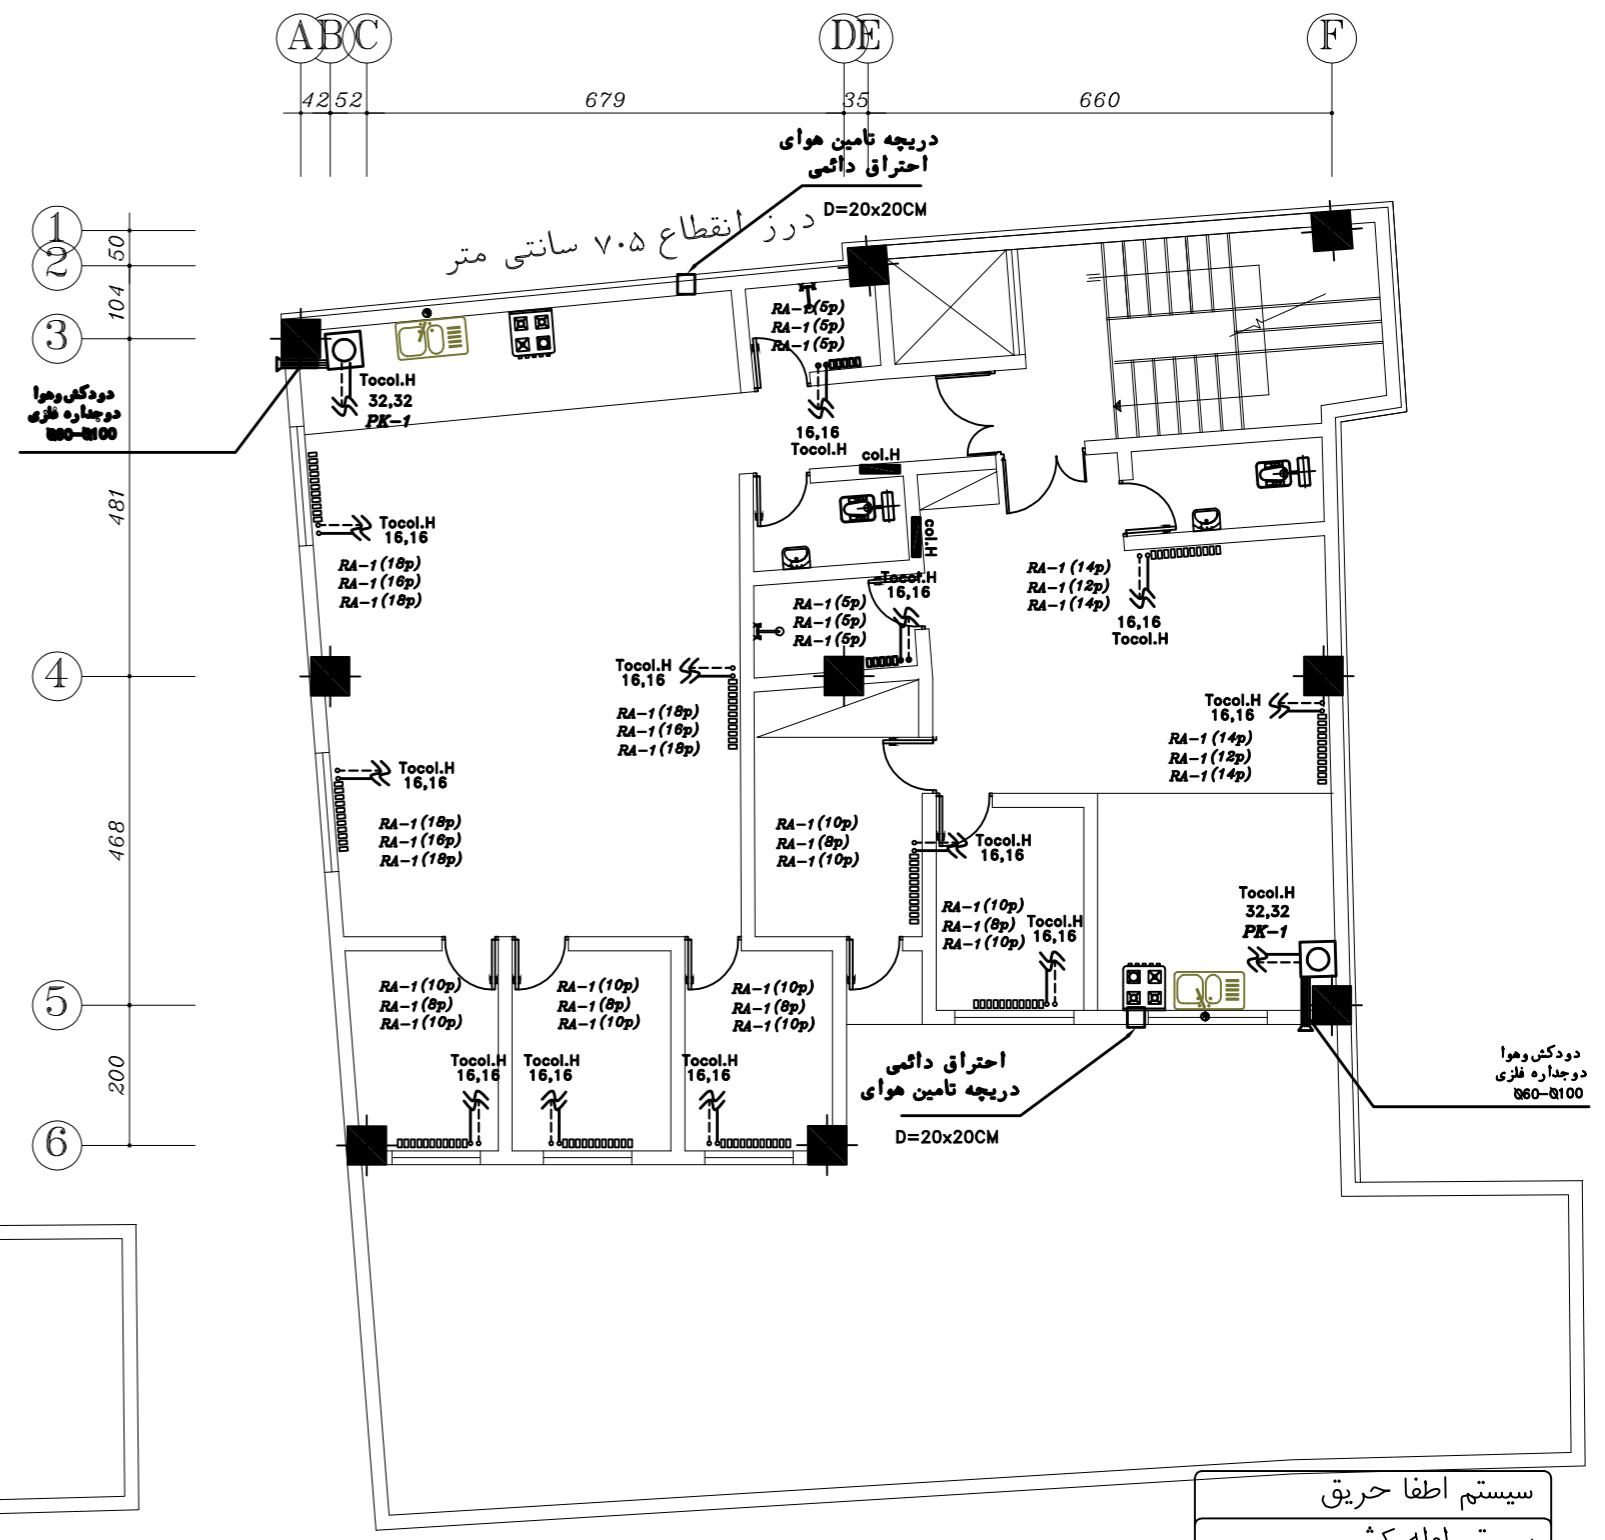 A B C D E F
42 52 679 35 660
دریچه تامین هوای
احتراق دائمی
D=20x20CM
درز انقطاع ۷.۵ سانتی متر
1
50
2
104
3
481
4
468
5
200
6
دودکش وهوا
دوجداره فلزی
Tocol.H
32,32
PK-1
RA-1(5p)
RA-1(5p)
RA-1(5p)
16,16
Tocol.H
col.H
col.H
Tocol.H
16,16
RA-1(18p)
RA-1(16p)
RA-1(18p)
Tocol.H
16,16
RA-1(5p)
RA-1(5p)
RA-1(5p)
RA-1(14p)
RA-1(12p)
RA-1(14p)
16,16
Tocol.H
Tocol.H
16,16
RA-1(18p)
RA-1(16p)
RA-1(18p)
Tocol.H
16,16
RA-1(14p)
RA-1(12p)
RA-1(14p)
Tocol.H
16,16
RA-1(18p)
RA-1(16p)
RA-1(18p)
RA-1(10p)
RA-1(8p)
RA-1(10p)
Tocol.H
16,16
RA-1(10p)
RA-1(8p)
RA-1(10p)
Tocol.H
16,16
Tocol.H
32,32
PK-1
RA-1(10p)
RA-1(8p)
RA-1(10p)
Tocol.H
16,16
RA-1(10p)
RA-1(8p)
RA-1(10p)
Tocol.H
16,16
RA-1(10p)
RA-1(8p)
RA-1(10p)
Tocol.H
16,16
احتراق دائمی
دریچه تامین هوای
D=20x20CM
دودکش وهوا
دوجداره فلزی
Ø60-Ø100
سیستم اطفا حریق